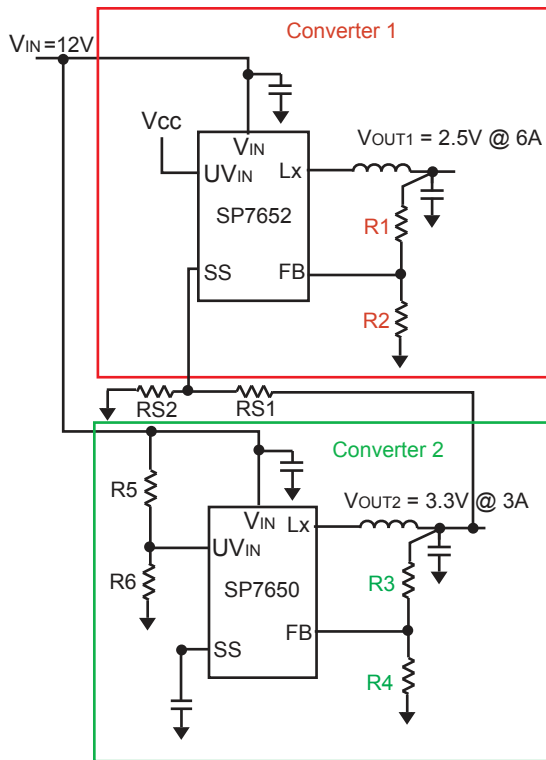 Converter 1
VIN =12V
Vcc
VIN
VOUT1 = 2.5V @ 6A
UVIN
Lx
SP7652
R1
SS
FB
R2
RS2
RS1
Converter 2
R5
VOUT2 = 3.3V @ 3A
VIN
Lx
UVIN
R6
SP7650
R3
FB
SS
R4